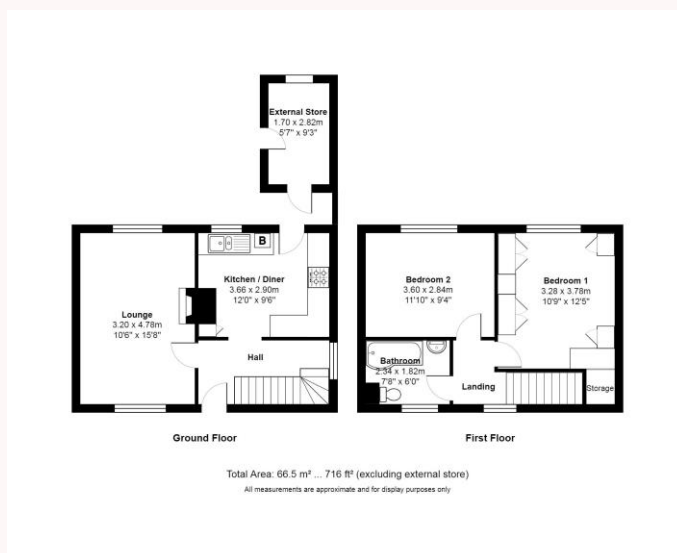 External Store
1.70 x 2.82m
5'7" x 9'3"
B
Kitchen / Diner
3.66 x 2.90m
12'0" x 9'6"
Lounge
3.20 x 4.78m
10'6" x 15'8"
Hall
Ground Floor
Bedroom 2
3.60 x 2.84m
11'10" x 9'4"
Bedroom 1
3.28 x 3.78m
10'9" x 12'5"
Bathroom
2.34 x 1.82m
7'8" x 6'0"
Landing
Storage
First Floor
Total Area: 66.5 m² ... 716 ft² (excluding external store)
All measurements are approximate and for display purposes only